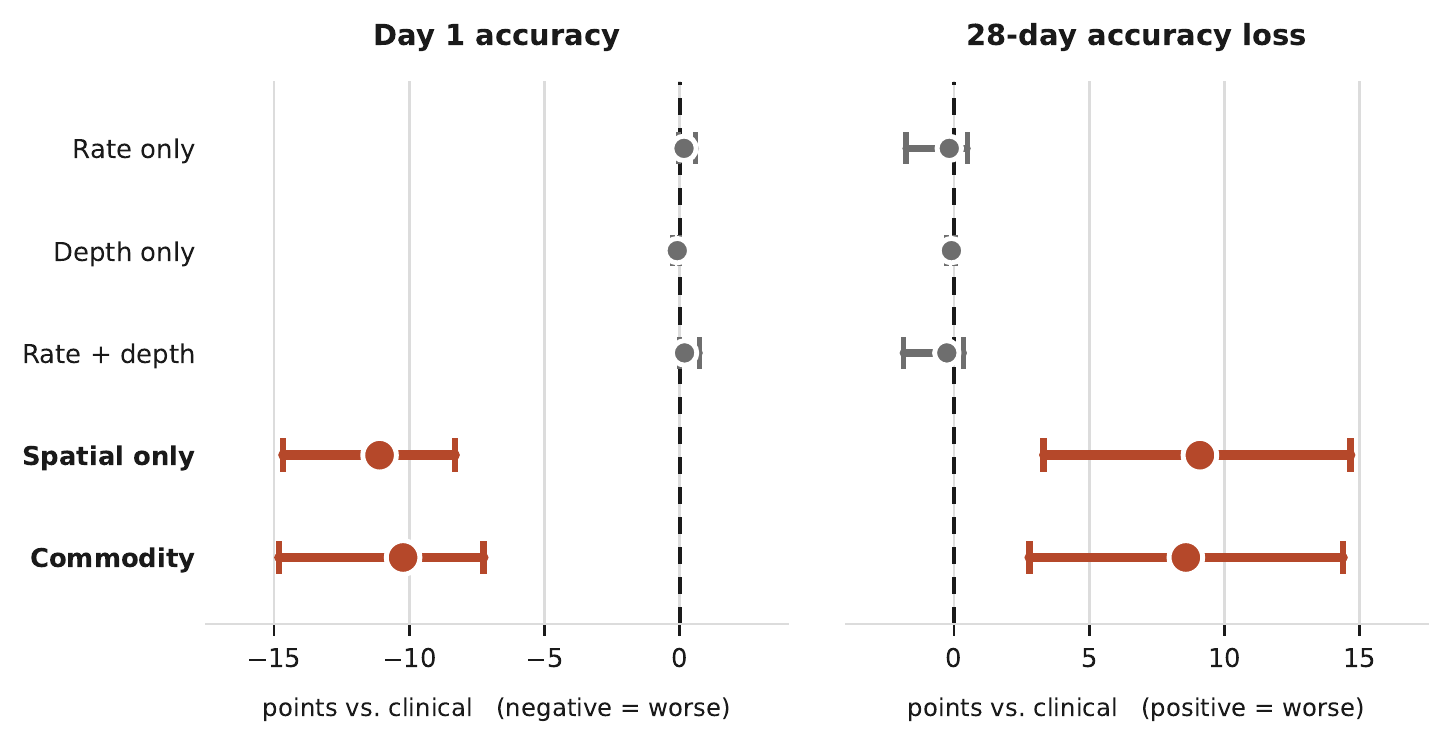 Day 1 accuracy
28-day accuracy loss
Rate only
Depth only
Rate + depth
Spatial only
Commodity
−15 −10 −5 0
0 5 10 15
points vs. clinical (negative = worse)
points vs. clinical (positive = worse)